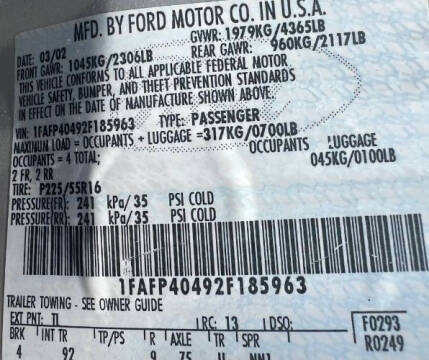 MFD. BY FORD MOTOR CO. IN U.S.A.
DATE: 03/02 GVWR: 1979KG/4365LB
FRONT GAWR: 1045KG/2306LB REAR GAWR: 960KG/2117LB
THIS VEHICLE CONFORMS TO ALL APPLICABLE FEDERAL MOTOR
VEHICLE SAFETY, BUMPER, AND THEFT PREVENTION STANDARDS
IN EFFECT ON THE DATE OF MANUFACTURE SHOWN ABOVE.
VIN: 1FAFP40492F185963 TYPE: PASSENGER
MAXIMUM LOAD = OCCUPANTS + LUGGAGE =317KG/0700LB
OCCUPANTS = 4 TOTAL; OCCUPANTS LUGGAGE
2 FR, 2 RR 045KG/0100LB
TIRE: P225/55R16
PRESSURE(FR): 241 kPa/ 35 PSI COLD
PRESSURE(RR): 241 kPa/ 35 PSI COLD
1FAFP40492F185963
TRAILER TOWING - SEE OWNER GUIDE
EXT PNT: TL RC: 13 DSO: F0293
BRK INT TR TP/PS R AXLE TR SPR R0249
4 92 9 75 U